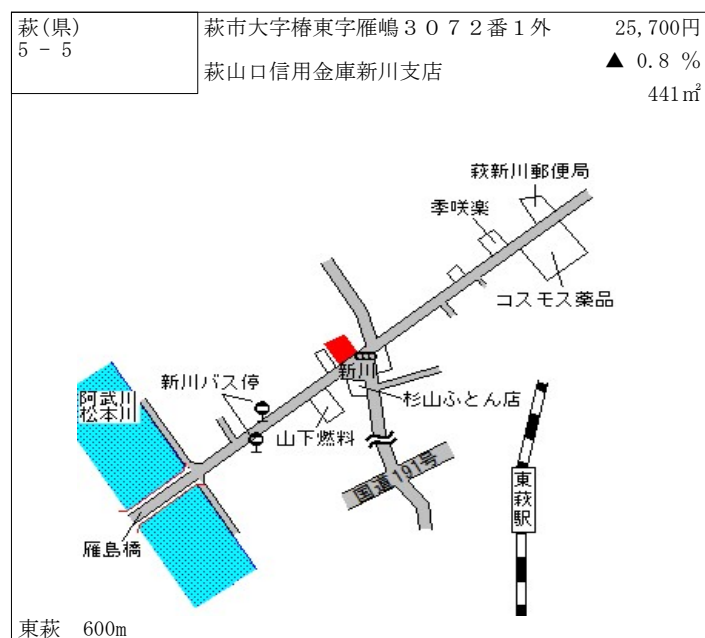 萩(県)
5 - 5
萩市大字椿東字雁嶋３０７２番１外
25,700円
萩山口信用金庫新川支店
▲ 0.8 %
441㎡
萩新川郵便局
季咲楽
コスモス薬品
新川
新川バス停
阿武川
松本川
杉山ふとん店
山下燃料
国道191号
東萩駅
雁島橋
東萩　600m